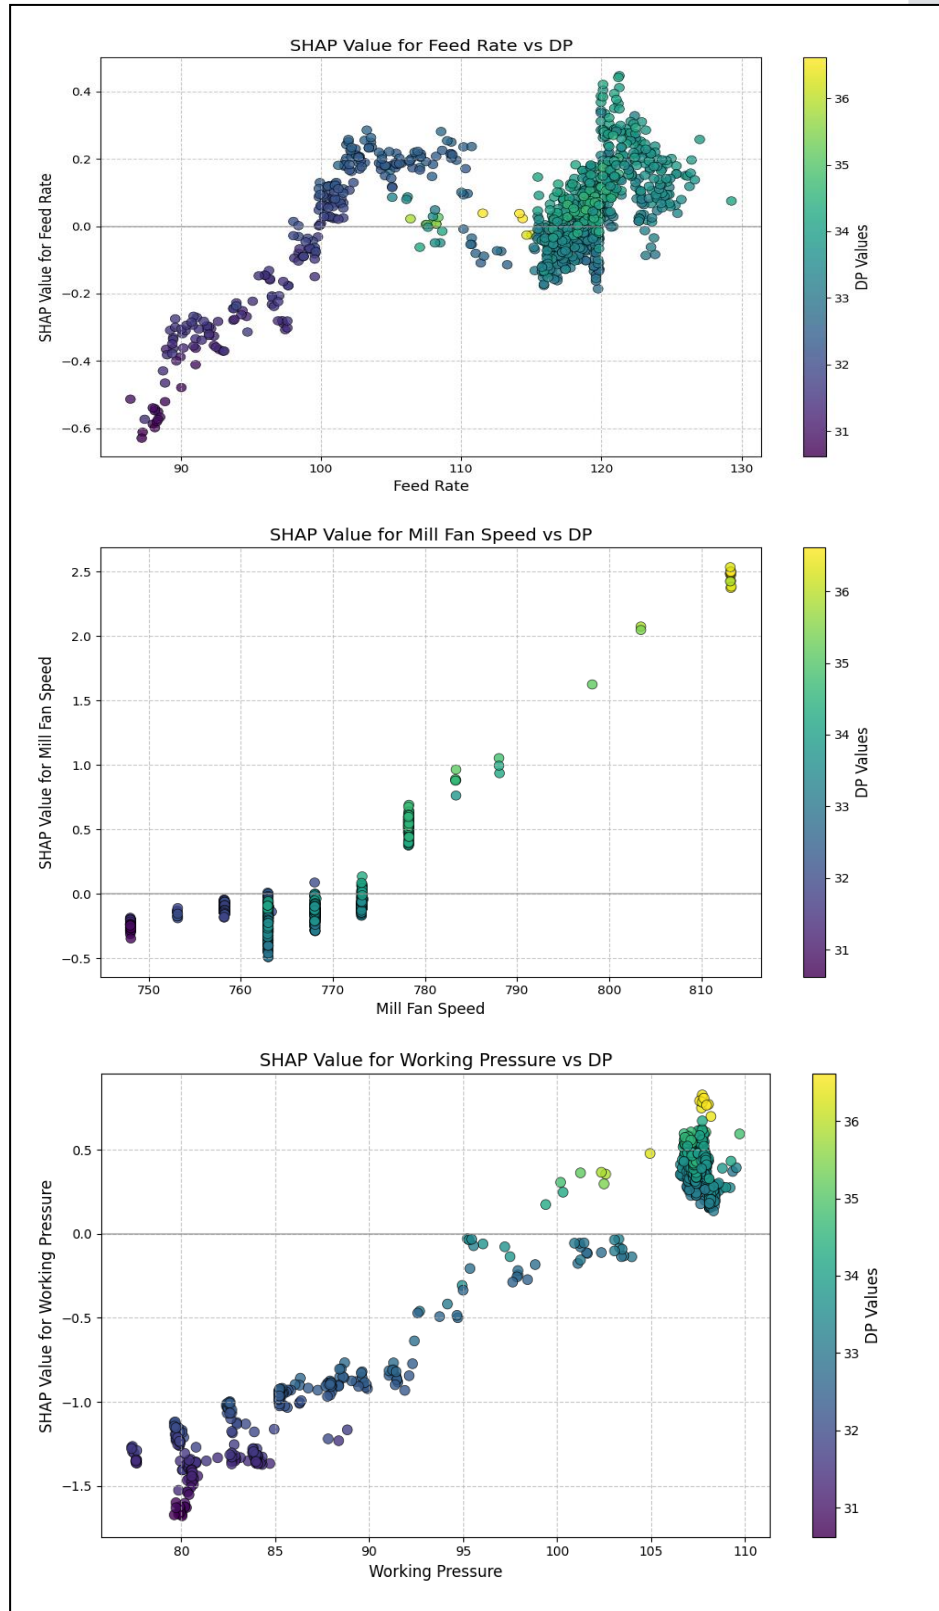 SHAP Value for Feed Rate vs DP
SHAP Value for Feed Rate
0.4
0.2
0.0
−0.2
−0.4
−0.6
90 100 110 120 130
Feed Rate
36
35
34
33
32
31
DP Values
SHAP Value for Mill Fan Speed vs DP
SHAP Value for Mill Fan Speed
2.5
2.0
1.5
1.0
0.5
0.0
−0.5
750 760 770 780 790 800 810
Mill Fan Speed
36
35
34
33
32
31
DP Values
SHAP Value for Working Pressure vs DP
SHAP Value for Working Pressure
0.5
0.0
−0.5
−1.0
−1.5
80 85 90 95 100 105 110
Working Pressure
36
35
34
33
32
31
DP Values